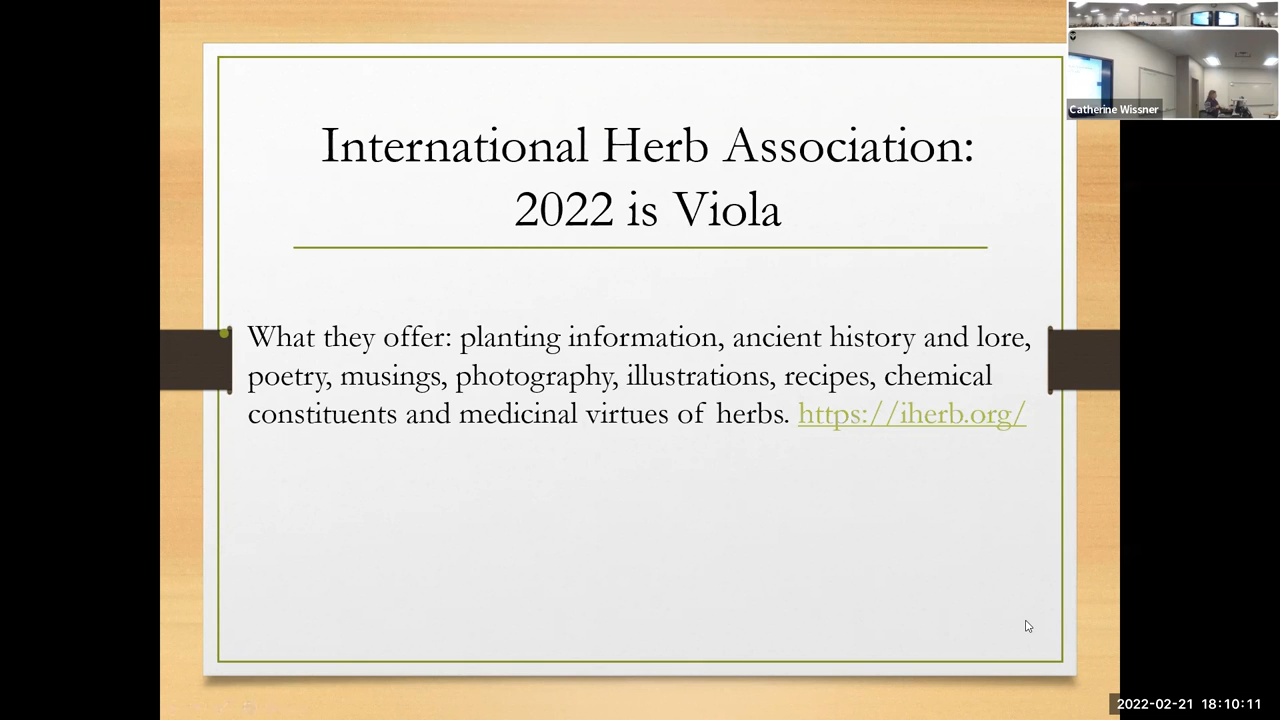 International Herb Association:
2022 is Viola
What they offer: planting information, ancient history and lore,
poetry, musings, photography, illustrations, recipes, chemical
constituents and medicinal virtues of herbs. https://iherb.org/
Catherine Wissner
2022-02-21 18:10:11